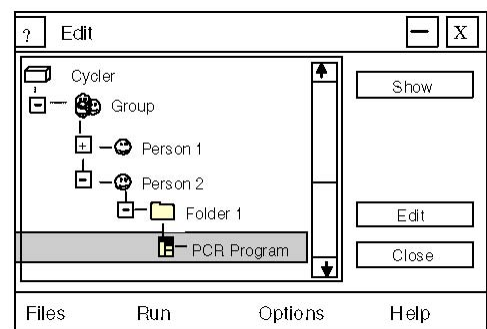 ? Edit X
Cycler
Show
Group
Person 1
Person 2
Folder 1
Edit
PCR Program
Close
Files Run Options Help